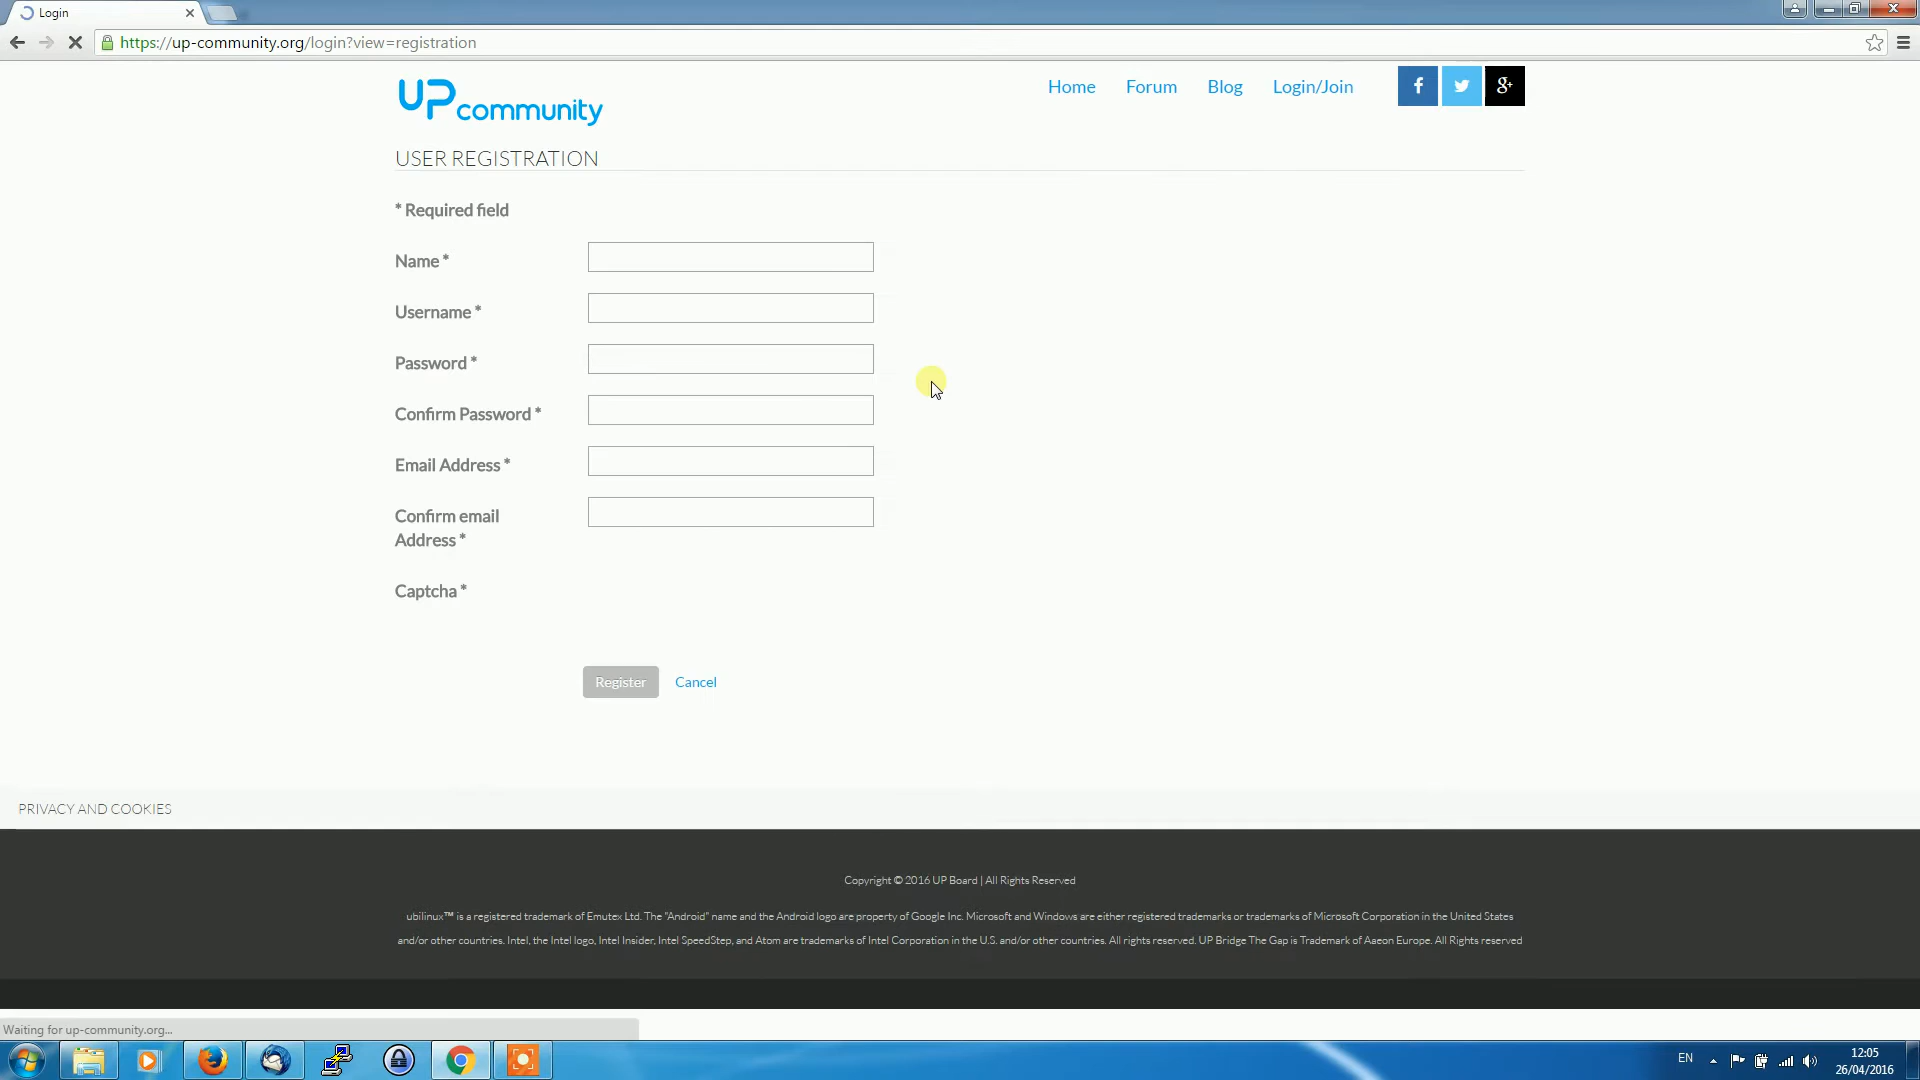 Login
https://up-community.org/login?view=registration
UP community
Home
Forum
Blog
Login/Join
f
g+
USER REGISTRATION
* Required field
Name *
Username *
Password *
Confirm Password *
Email Address *
Confirm email
Address *
Captcha *
Register
Cancel
PRIVACY AND COOKIES
Copyright © 2016 UP Board | All Rights Reserved
ubilinux™ is a registered trademark of Emutex Ltd. The "Android" name and the Android logo are property of Google Inc. Microsoft and Windows are either registered trademarks or trademarks of Microsoft Corporation in the United States
and/or other countries. Intel, the Intel logo, Intel Insider, Intel SpeedStep, and Atom are trademarks of Intel Corporation in the U.S. and/or other countries. All rights reserved. UP Bridge The Gap is Trademark of Aaeon Europe. All Rights reserved
Waiting for up-community.org...
EN
12:05
26/04/2016